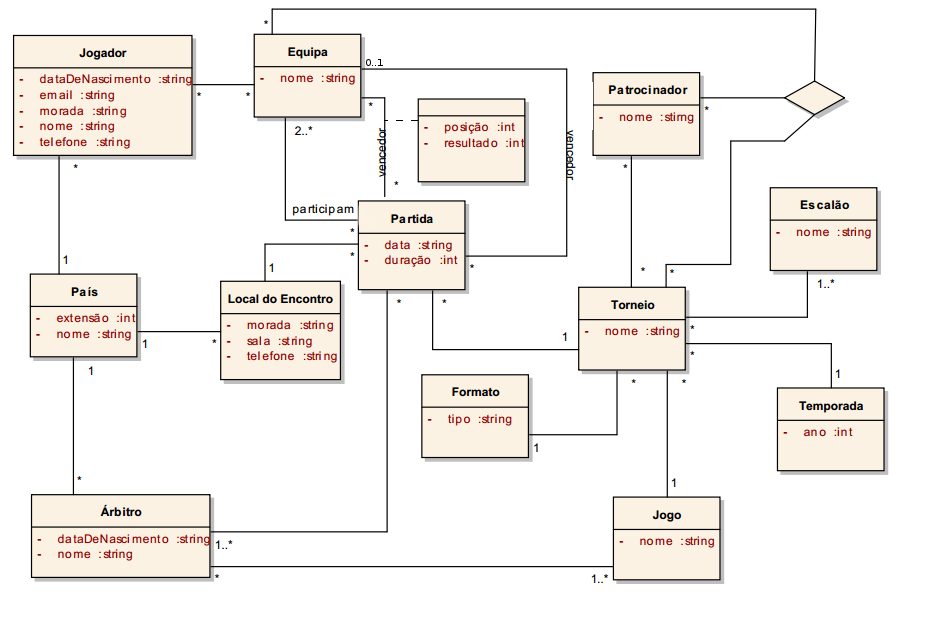 *
Jogador
- dataDeNascimento :string
- email :string
- morada :string
- nome :string
- telefone :string
* *
*
1
Equipa
- nome :string
0..1
*
2..*
vencedor
*
- posição :int
- resultado :int
vencedor
Patrocinador
- nome :stirng
*
*
*
*
Escalão
- nome :string
1..*
participam
*
Partida
- data :string
- duração :int
*
*
*
*
1
País
- extensão :int
- nome :string
1
*
1
Local do Encontro
- morada :string
- sala :string
- telefone :string
1
Torneio
- nome :string
*
*
*
*
Formato
- tipo :string
1
1
Temporada
- ano :int
*
Árbitro
- dataDeNascimento :string
- nome :string
1..*
*
1
Jogo
- nome :string
1..*